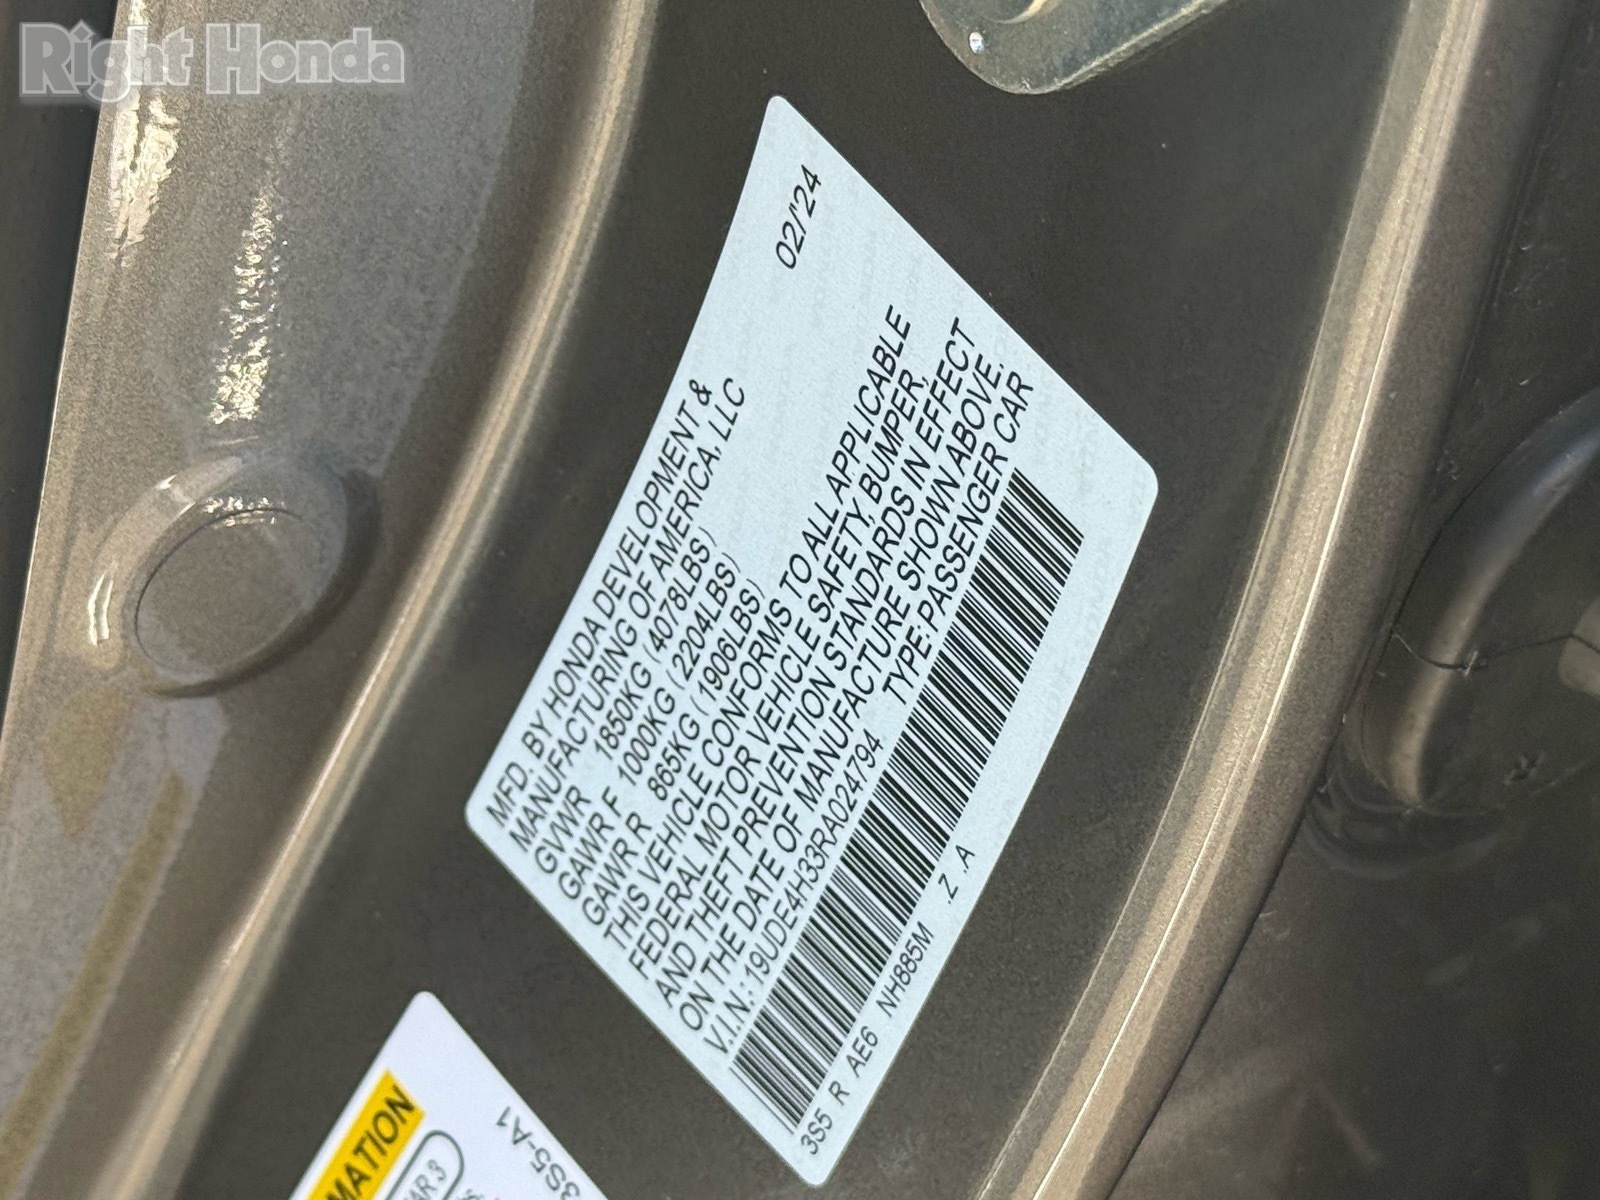 Right Honda
02/'24
MFD. BY HONDA DEVELOPMENT &
MANUFACTURING OF AMERICA, LLC
GVWR 1850KG (4078LBS)
GAWR F 1000KG (2204LBS)
GAWR R 865KG (1906LBS)
THIS VEHICLE CONFORMS TO ALL APPLICABLE
FEDERAL MOTOR VEHICLE SAFETY, BUMPER,
AND THEFT PREVENTION STANDARDS IN EFFECT
ON THE DATE OF MANUFACTURE SHOWN ABOVE.
V.I.N.: 19UDE4H33RA024794 TYPE: PASSENGER CAR
3S5 R AE6 NH885M .Z .A
MATION
3S5-A1